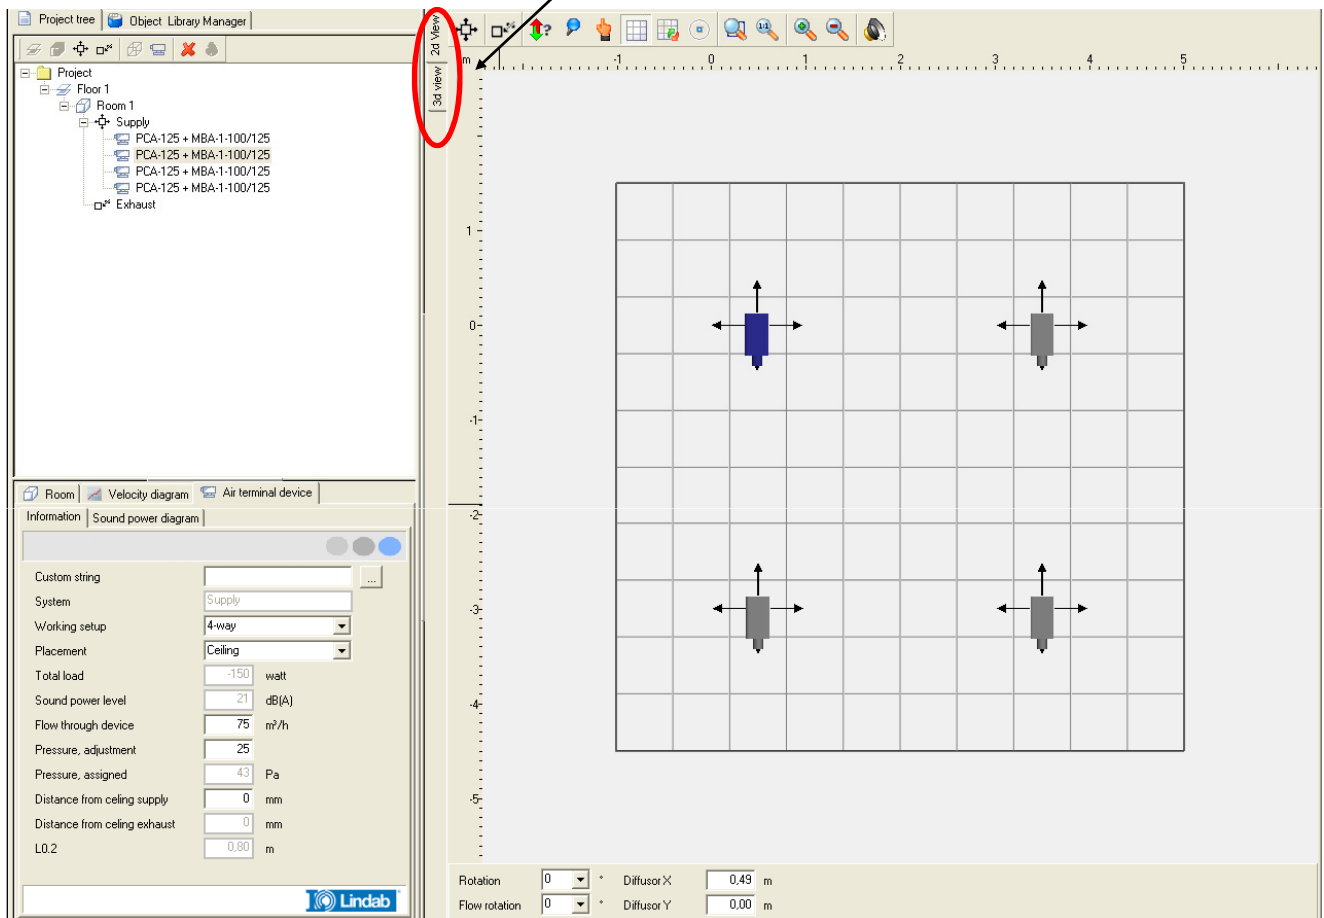 Project tree
Object Library Manager
Project
Floor 1
Room 1
Supply
PCA-125 + MBA-1-100/125
PCA-125 + MBA-1-100/125
PCA-125 + MBA-1-100/125
PCA-125 + MBA-1-100/125
Exhaust
2d View
3d view
m
-1 0 1 2 3 4 5
1
0
-1
-2
-3
-4
-5
Room Velocity diagram Air terminal device
Information Sound power diagram
Custom string ...
System Supply
Working setup 4-way
Placement Ceiling
Total load -150 watt
Sound power level 21 dB(A)
Flow through device 75 m³/h
Pressure, adjustment 25
Pressure, assigned 43 Pa
Distance from celing supply 0 mm
Distance from celing exhaust 0 mm
L0.2 0,80 m
Lindab
Rotation 0 ° Diffusor X 0,49 m
Flow rotation 0 ° Diffusor Y 0,00 m